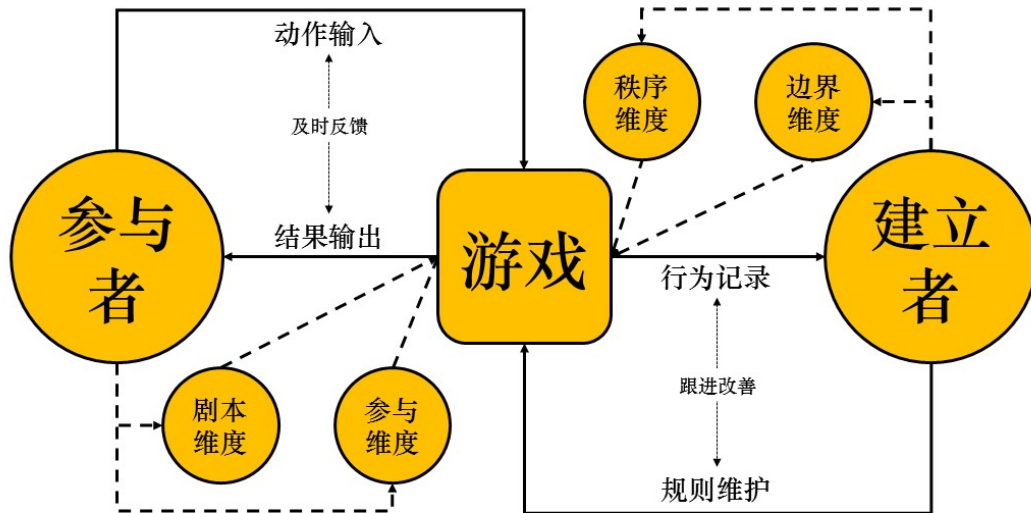 动作输入
秩序
维度
边界
维度
及时反馈
参与
者
结果输出
游戏
行为记录
建立
者
剧本
维度
参与
维度
跟进改善
规则维护